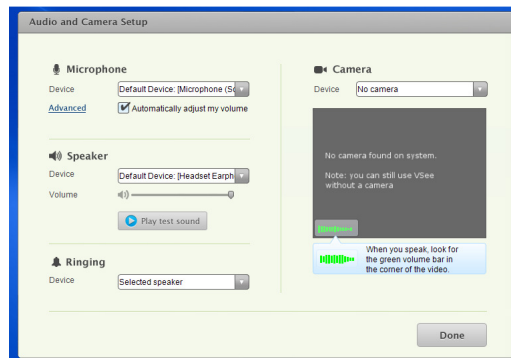 Audio and Camera Setup
Microphone
Device Default Device: [Microphone (So
Advanced Automatically adjust my volume
Speaker
Device Default Device: [Headset Earph
Volume
Play test sound
Ringing
Device Selected speaker
Camera
Device No camera
No camera found on system.
Note: you can still use VSee
without a camera
When you speak, look for
the green volume bar in
the corner of the video.
Done